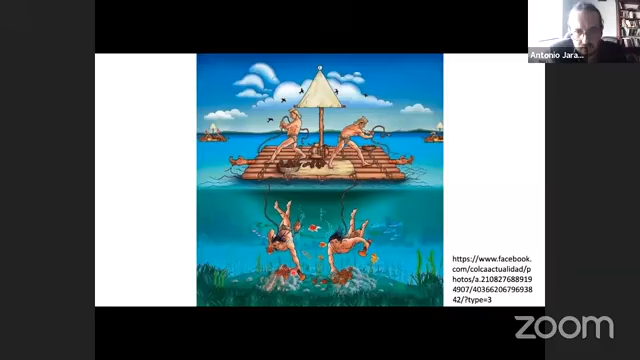 Antonio Jara...
https://www.facebook.
com/colcaactualidad/p
hotos/a.210827688919
4907/40366206796938
42/?type=3
zoom